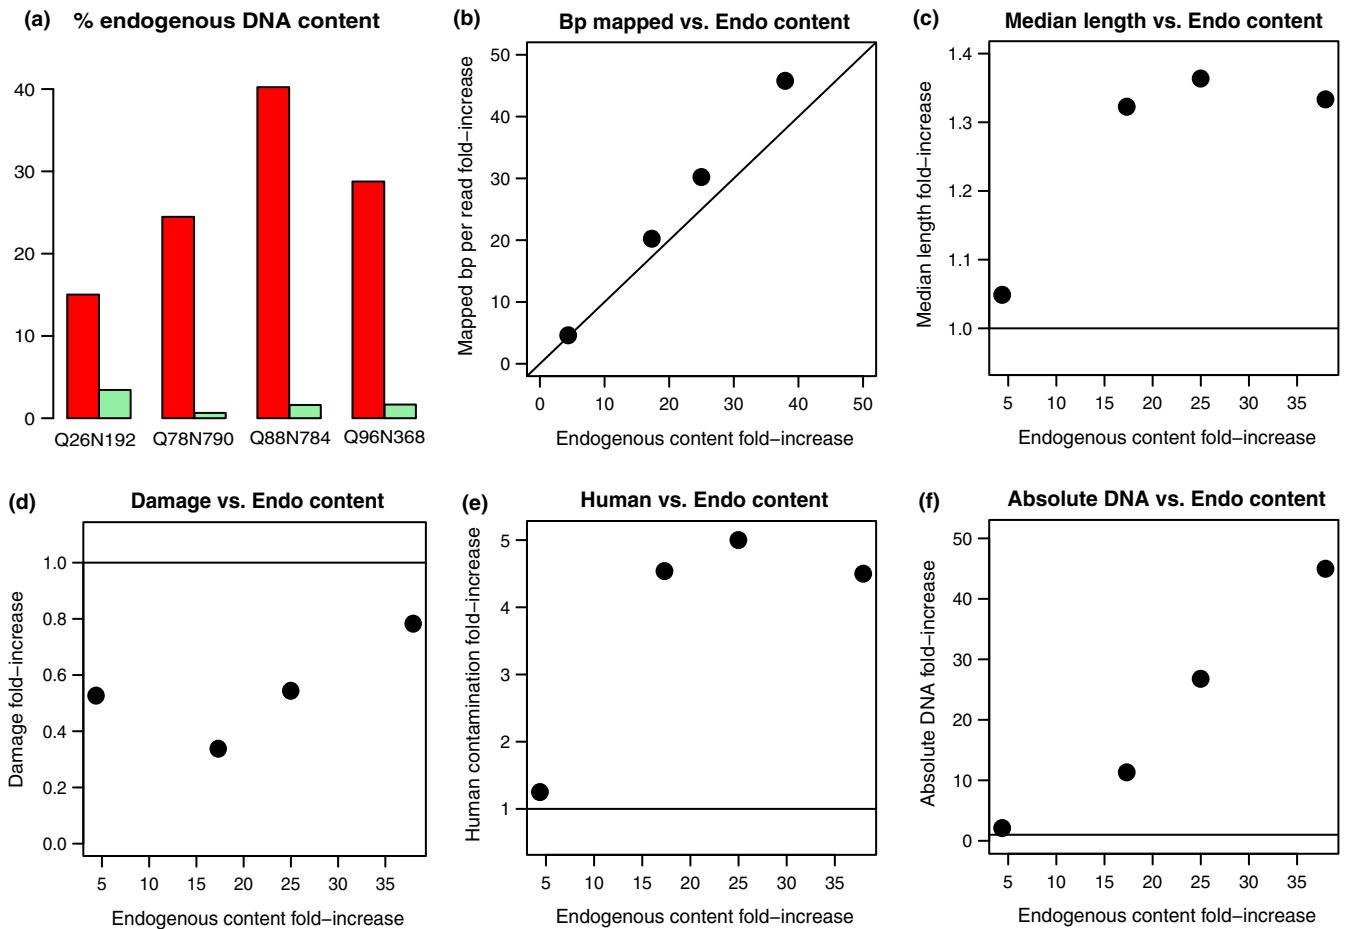 (a) % endogenous DNA content
40
30
20
10
0
Q26N192 Q78N790 Q88N784 Q96N368
(b) Bp mapped vs. Endo content
Mapped bp per read fold−increase
50
40
30
20
10
0
0 10 20 30 40 50
Endogenous content fold−increase
(c) Median length vs. Endo content
Median length fold−increase
1.4
1.3
1.2
1.1
1.0
5 10 15 20 25 30 35
Endogenous content fold−increase
(d) Damage vs. Endo content
Damage fold−increase
1.0
0.8
0.6
0.4
0.2
0.0
5 10 15 20 25 30 35
Endogenous content fold−increase
(e) Human vs. Endo content
Human contamination fold−increase
5
4
3
2
1
5 10 15 20 25 30 35
Endogenous content fold−increase
(f) Absolute DNA vs. Endo content
Absolute DNA fold−increase
50
40
30
20
10
0
5 10 15 20 25 30 35
Endogenous content fold−increase